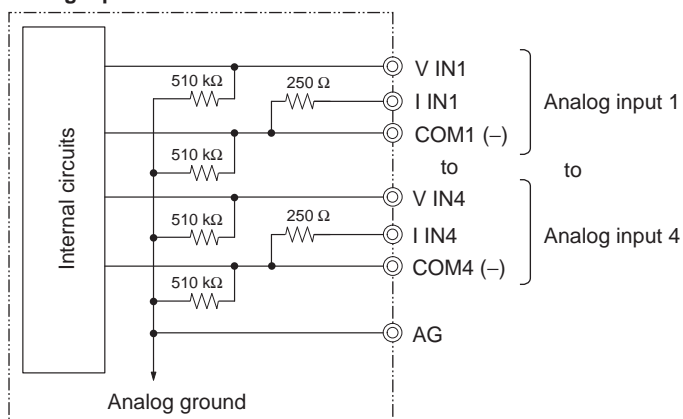 Internal circuits
510 kΩ
250 Ω
V IN1
I IN1
COM1 (–)
Analog input 1
510 kΩ
to
to
510 kΩ
250 Ω
V IN4
I IN4
COM4 (–)
Analog input 4
510 kΩ
AG
Analog ground